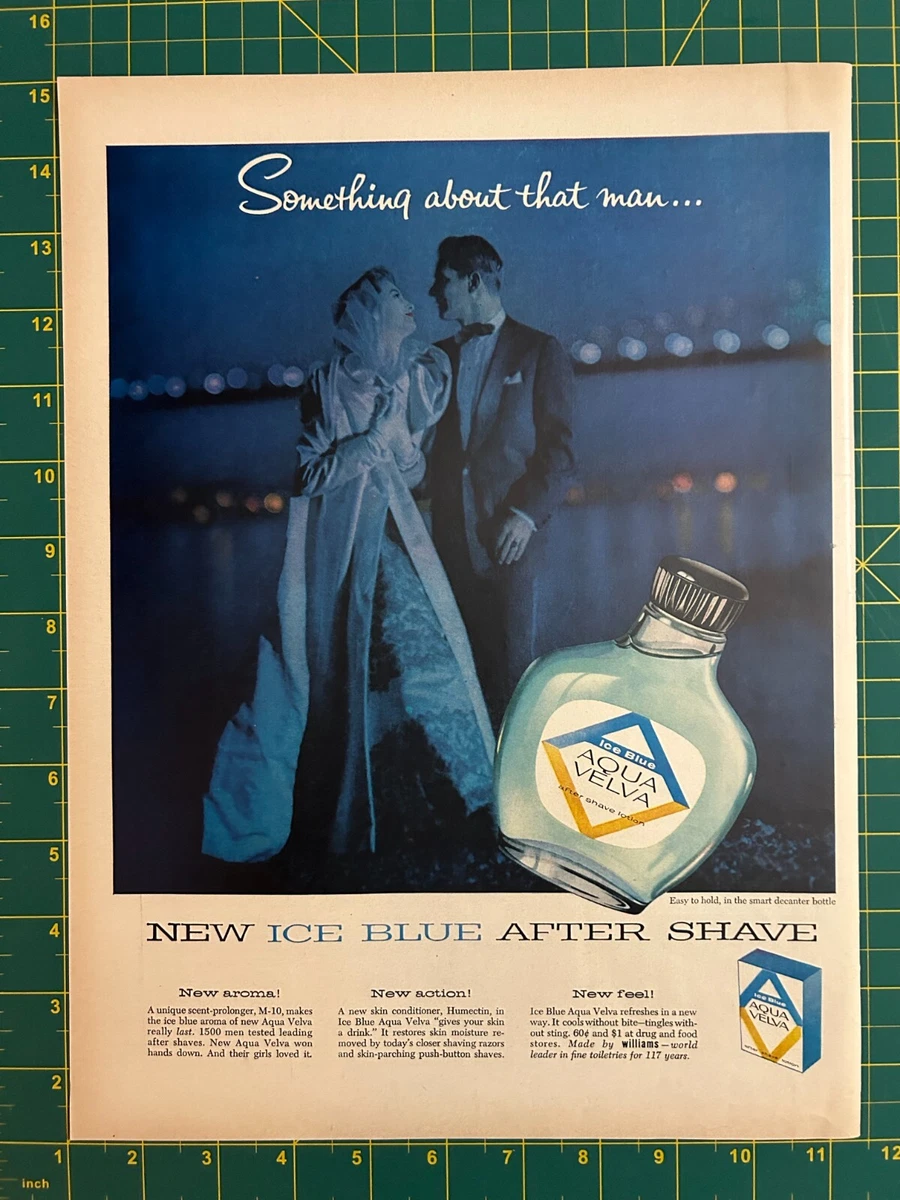 Something about that man...
Ice Blue
AQUA
VELVA
after shave lotion
Easy to hold, in the smart decanter bottle
NEW ICE BLUE AFTER SHAVE
New aroma!
A unique scent-prolonger, M-10, makes
the ice blue aroma of new Aqua Velva
really last. 1500 men tested leading
after shaves. New Aqua Velva won
hands down. And their girls loved it.
New action!
A new skin conditioner, Humectin, in
Ice Blue Aqua Velva "gives your skin
a drink." It restores skin moisture re-
moved by today's closer shaving razors
and skin-parching push-button shaves.
New feel!
Ice Blue Aqua Velva refreshes in a new
way. It cools without bite—tingles with-
out sting. 60¢ and $1 at drug and food
stores. Made by williams—world
leader in fine toiletries for 117 years.
Ice Blue
AQUA
VELVA
after shave lotion
16
15
14
13
12
11
10
9
8
7
6
5
4
3
2
1 2 3 4 5 6 7 8 9 10 11 12
inch